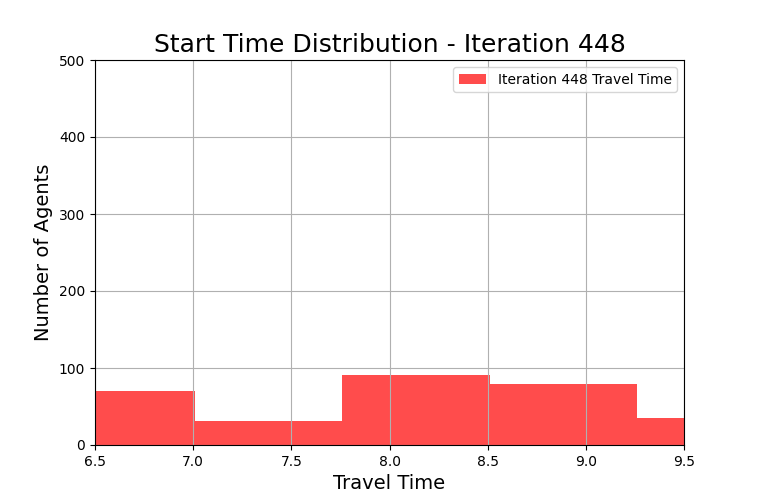 Start Time Distribution - Iteration 448
Iteration 448 Travel Time
Number of Agents
500
400
300
200
100
0
6.5 7.0 7.5 8.0 8.5 9.0 9.5
Travel Time